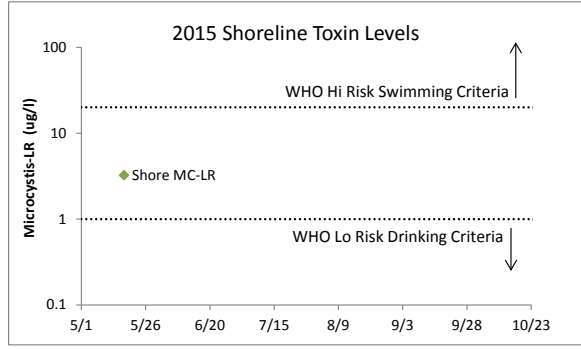 2015 Shoreline Toxin Levels
Microcystis-LR (ug/l)
100
10
1
0.1
WHO Hi Risk Swimming Criteria
Shore MC-LR
WHO Lo Risk Drinking Criteria
5/1 5/26 6/20 7/15 8/9 9/3 9/28 10/23